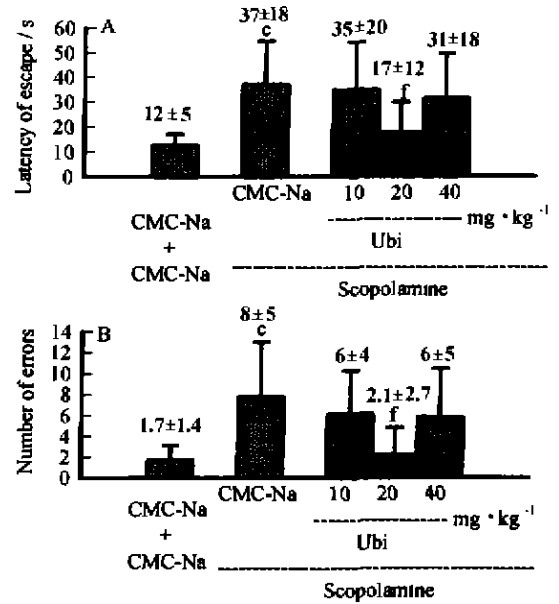 A
37±18
c
35±20
31±18
17±12
f
12±5
Latency of escape / s
60
50
40
30
20
10
0
CMC-Na
10 20 40
mg · kg⁻¹
CMC-Na
+
CMC-Na
Ubi
Scopolamine
B
8±5
c
6±4
6±5
2.1±2.7
f
1.7±1.4
Number of errors
14
12
10
8
6
4
2
0
CMC-Na
10 20 40
mg · kg⁻¹
CMC-Na
+
CMC-Na
Ubi
Scopolamine